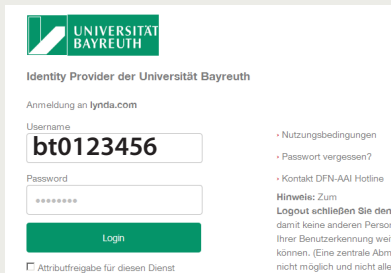 UNIVERSITÄT
BAYREUTH
Identity Provider der Universität Bayreuth
Anmeldung an lynda.com
Username
bt0123456
Password
Login
Attributfreigabe für diesen Dienst
• Nutzungsbedingungen
• Passwort vergessen?
• Kontakt DFN-AAI Hotline
Hinweis: Zum
Logout schließen Sie den
damit keine anderen Person
Ihrer Benutzerkennung wei
können. (Eine zentrale Abm
nicht möglich und nicht alle